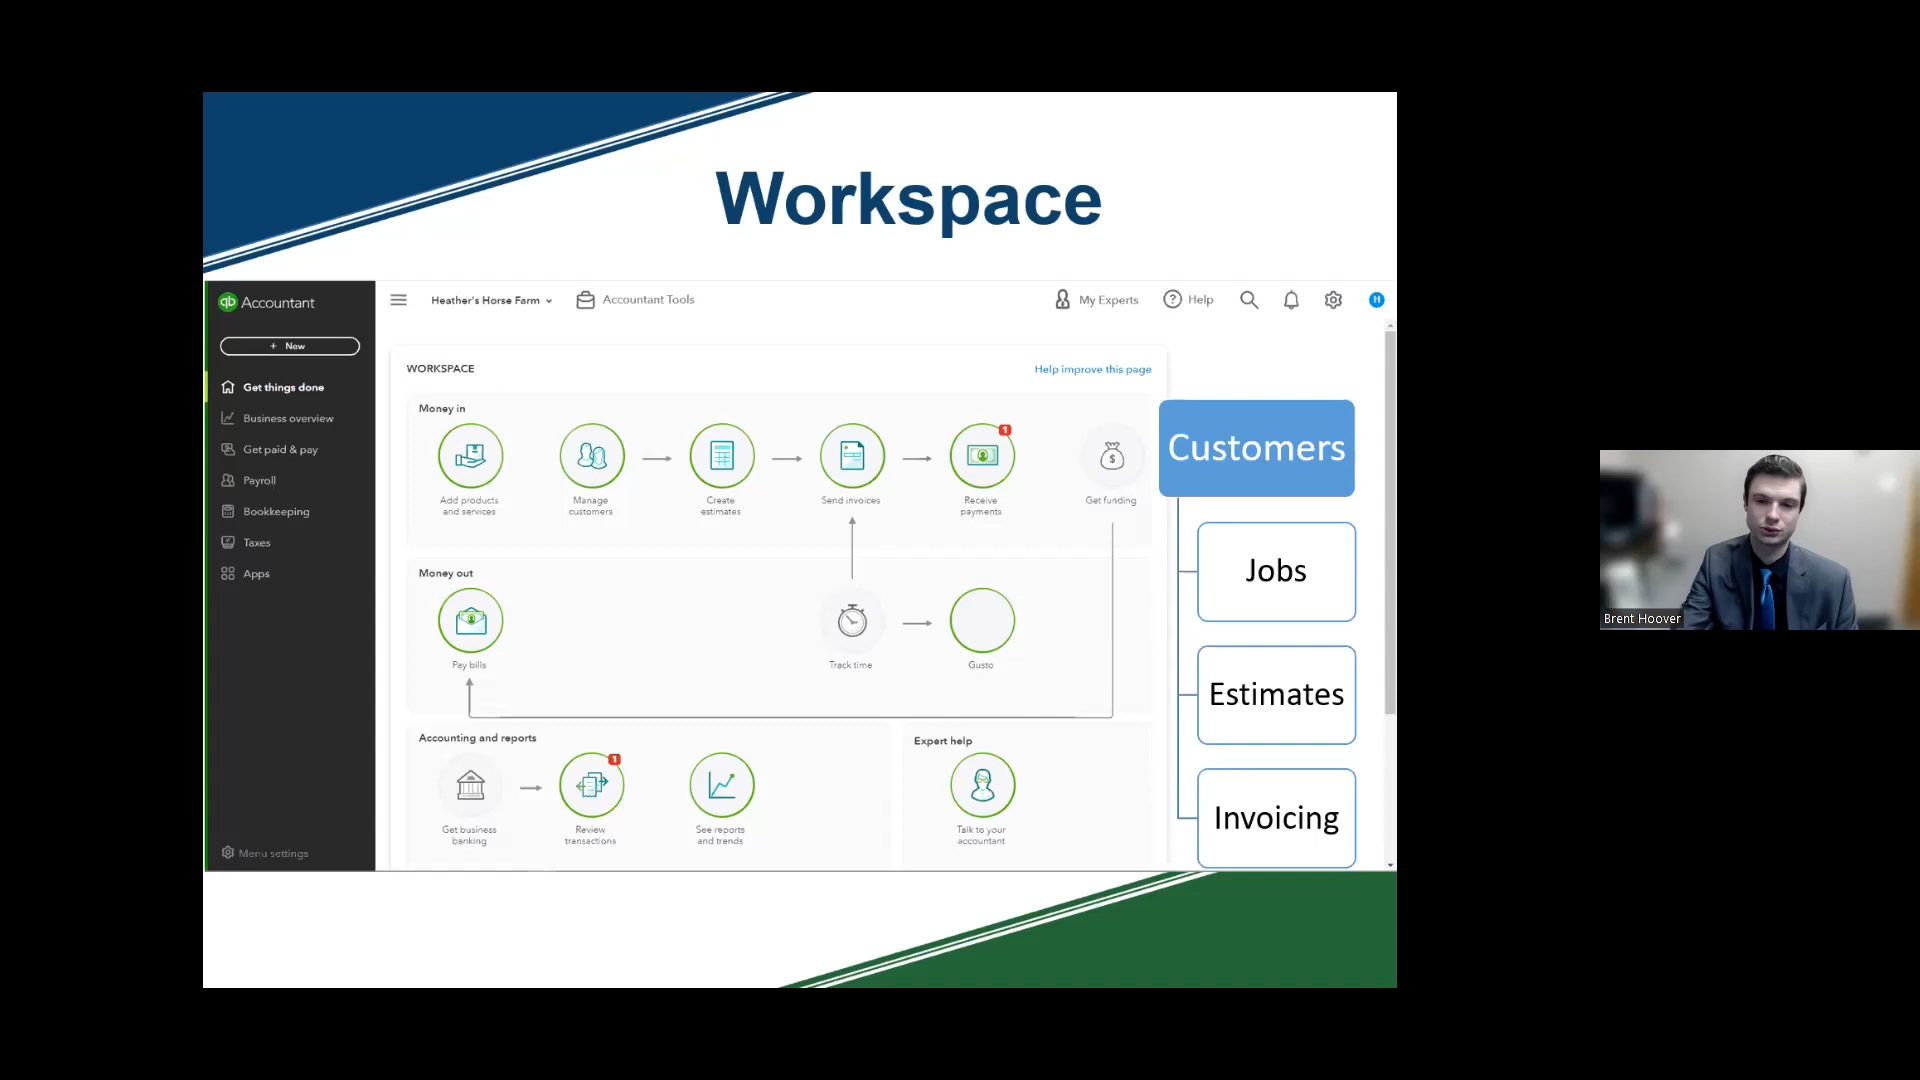 Workspace
qb Accountant
Heather's Horse Farm
Accountant Tools
My Experts
Help
H
+ New
Get things done
Business overview
Get paid & pay
Payroll
Bookkeeping
Taxes
Apps
Menu settings
WORKSPACE
Help improve this page
Money in
1
Add products
and services
Manage
customers
Create
estimates
Send invoices
Receive
payments
Get funding
$
Money out
Pay bills
Track time
Gusto
Accounting and reports
1
Get business
banking
Review
transactions
See reports
and trends
Expert help
Talk to your
accountant
Customers
Jobs
Estimates
Invoicing
Brent Hoover